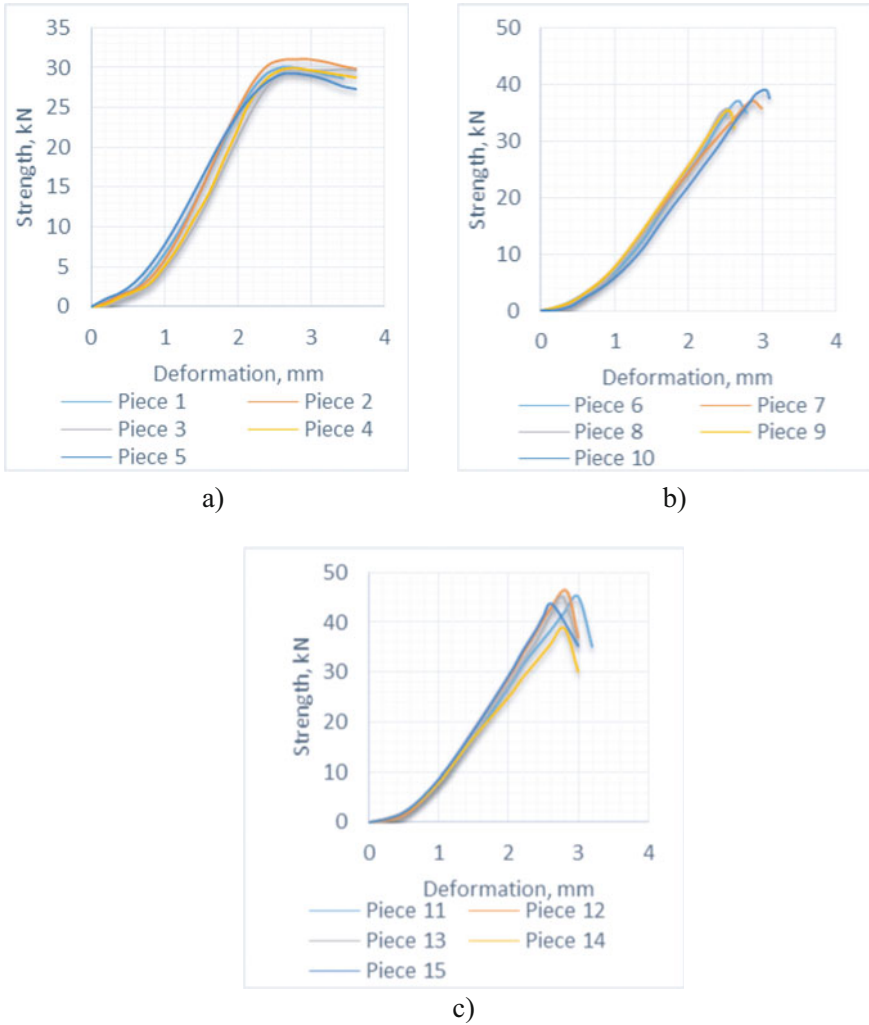 35
30
25
20
15
10
5
0
Strength, kN
0 1 2 3 4
Deformation, mm
Piece 1 Piece 2
Piece 3 Piece 4
Piece 5
a)
50
40
30
20
10
0
Strength, kN
0 1 2 3 4
Deformation, mm
Piece 6 Piece 7
Piece 8 Piece 9
Piece 10
b)
50
40
30
20
10
0
Strength, kN
0 1 2 3 4
Deformation, mm
Piece 11 Piece 12
Piece 13 Piece 14
Piece 15
c)